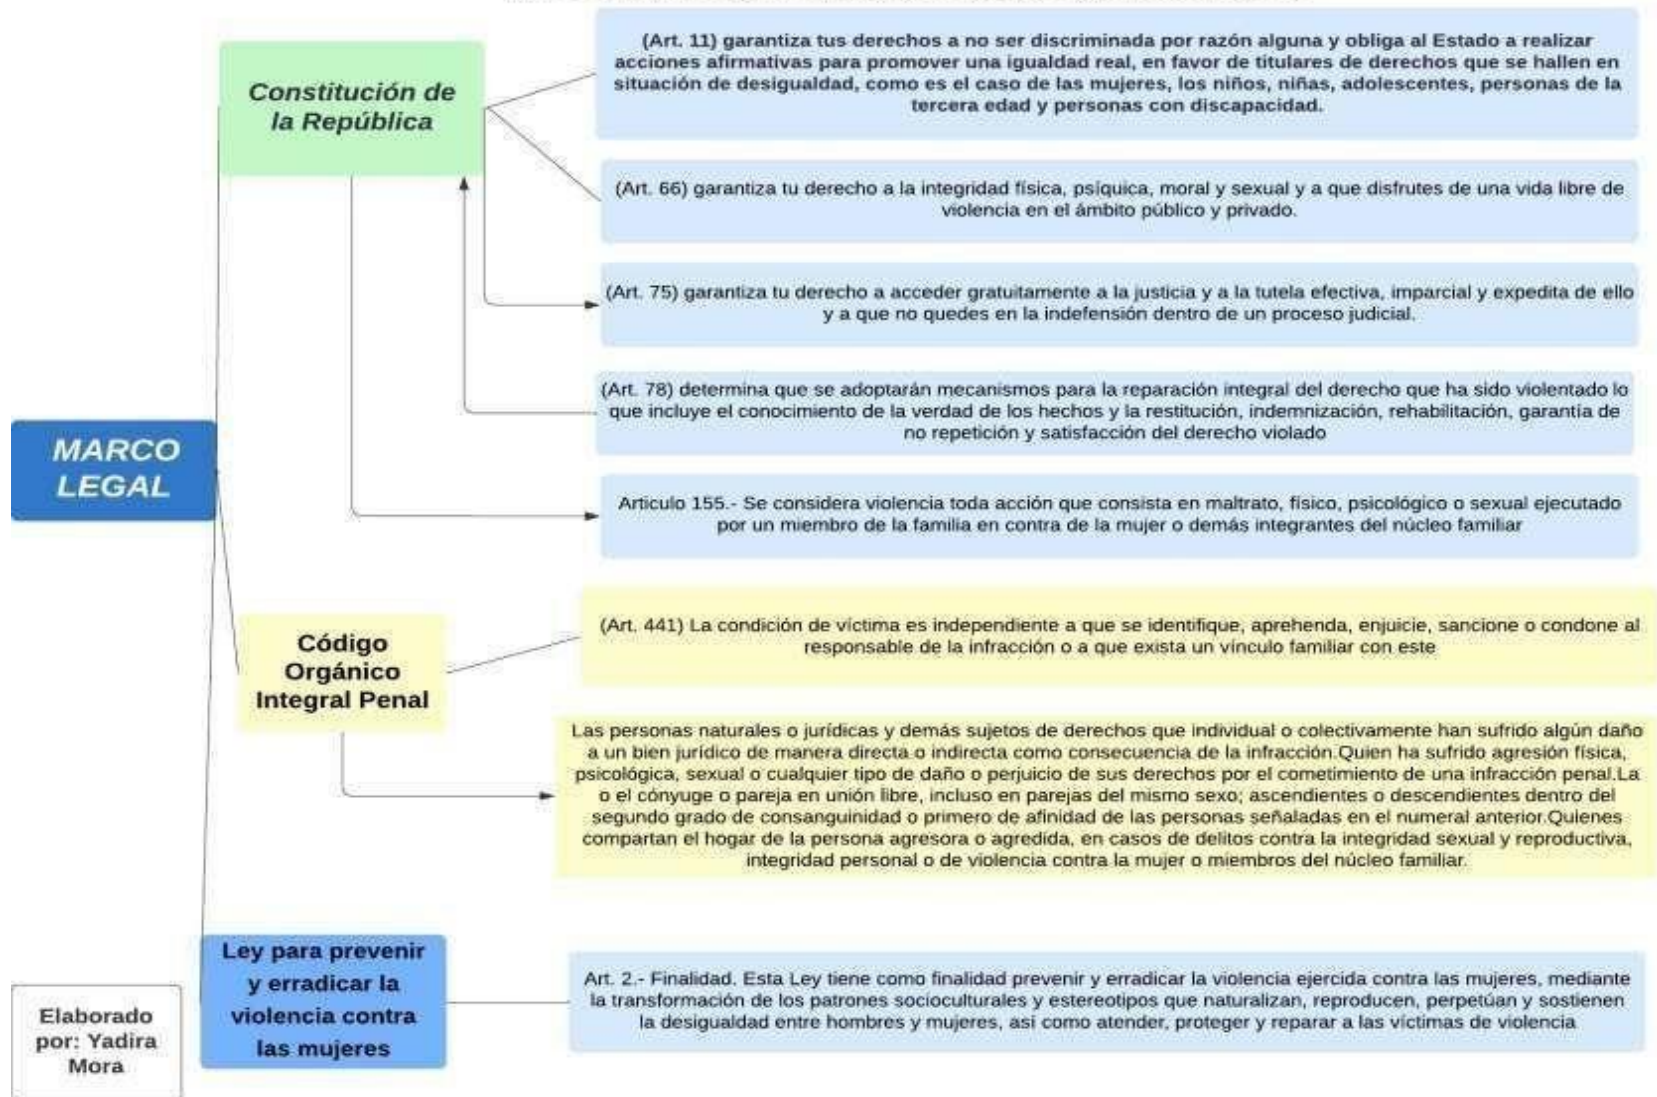 Constitución de
la República
(Art. 11) garantiza tus derechos a no ser discriminada por razón alguna y obliga al Estado a realizar
acciones afirmativas para promover una igualdad real, en favor de titulares de derechos que se hallen en
situación de desigualdad, como es el caso de las mujeres, los niños, niñas, adolescentes, personas de la
tercera edad y personas con discapacidad.
(Art. 66) garantiza tu derecho a la integridad física, psíquica, moral y sexual y a que disfrutes de una vida libre de
violencia en el ámbito público y privado.
(Art. 75) garantiza tu derecho a acceder gratuitamente a la justicia y a la tutela efectiva, imparcial y expedita de ello
y a que no quedes en la indefensión dentro de un proceso judicial.
(Art. 78) determina que se adoptarán mecanismos para la reparación integral del derecho que ha sido violentado lo
que incluye el conocimiento de la verdad de los hechos y la restitución, indemnización, rehabilitación, garantía de
no repetición y satisfacción del derecho violado
Articulo 155.- Se considera violencia toda acción que consista en maltrato, físico, psicológico o sexual ejecutado
por un miembro de la familia en contra de la mujer o demás integrantes del núcleo familiar
MARCO
LEGAL
Código
Orgánico
Integral Penal
(Art. 441) La condición de víctima es independiente a que se identifique, aprehenda, enjuicie, sancione o condone al
responsable de la infracción o a que exista un vínculo familiar con este
Las personas naturales o jurídicas y demás sujetos de derechos que individual o colectivamente han sufrido algún daño
a un bien jurídico de manera directa o indirecta como consecuencia de la infracción.Quien ha sufrido agresión física,
psicológica, sexual o cualquier tipo de daño o perjuicio de sus derechos por el cometimiento de una infracción penal.La
o el cónyuge o pareja en unión libre, incluso en parejas del mismo sexo; ascendientes o descendientes dentro del
segundo grado de consanguinidad o primero de afinidad de las personas señaladas en el numeral anterior.Quienes
compartan el hogar de la persona agresora o agredida, en casos de delitos contra la integridad sexual y reproductiva,
integridad personal o de violencia contra la mujer o miembros del núcleo familiar.
Ley para prevenir
y erradicar la
violencia contra
las mujeres
Art. 2.- Finalidad. Esta Ley tiene como finalidad prevenir y erradicar la violencia ejercida contra las mujeres, mediante
la transformación de los patrones socioculturales y estereotipos que naturalizan, reproducen, perpetúan y sostienen
la desigualdad entre hombres y mujeres, así como atender, proteger y reparar a las víctimas de violencia
Elaborado
por: Yadira
Mora